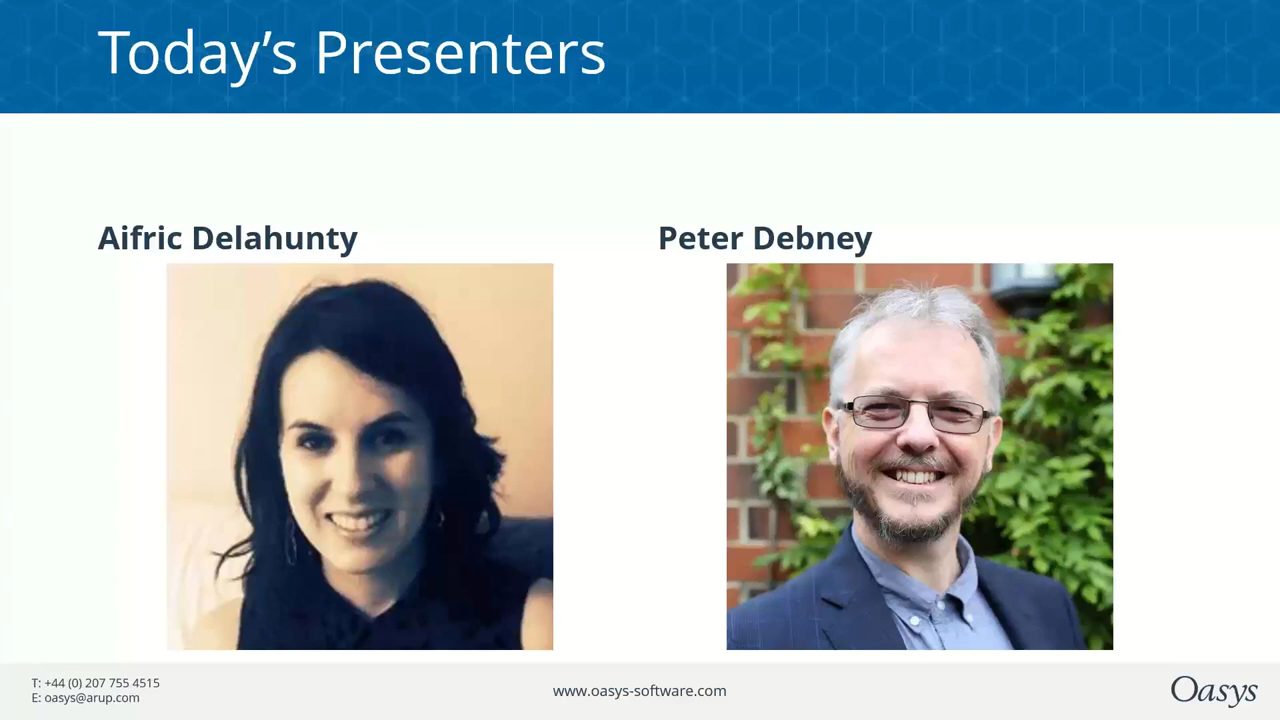 Today’s Presenters
Aifric Delahunty
Peter Debney
T: +44 (0) 207 755 4515
E: oasys@arup.com
www.oasys-software.com
Oasys